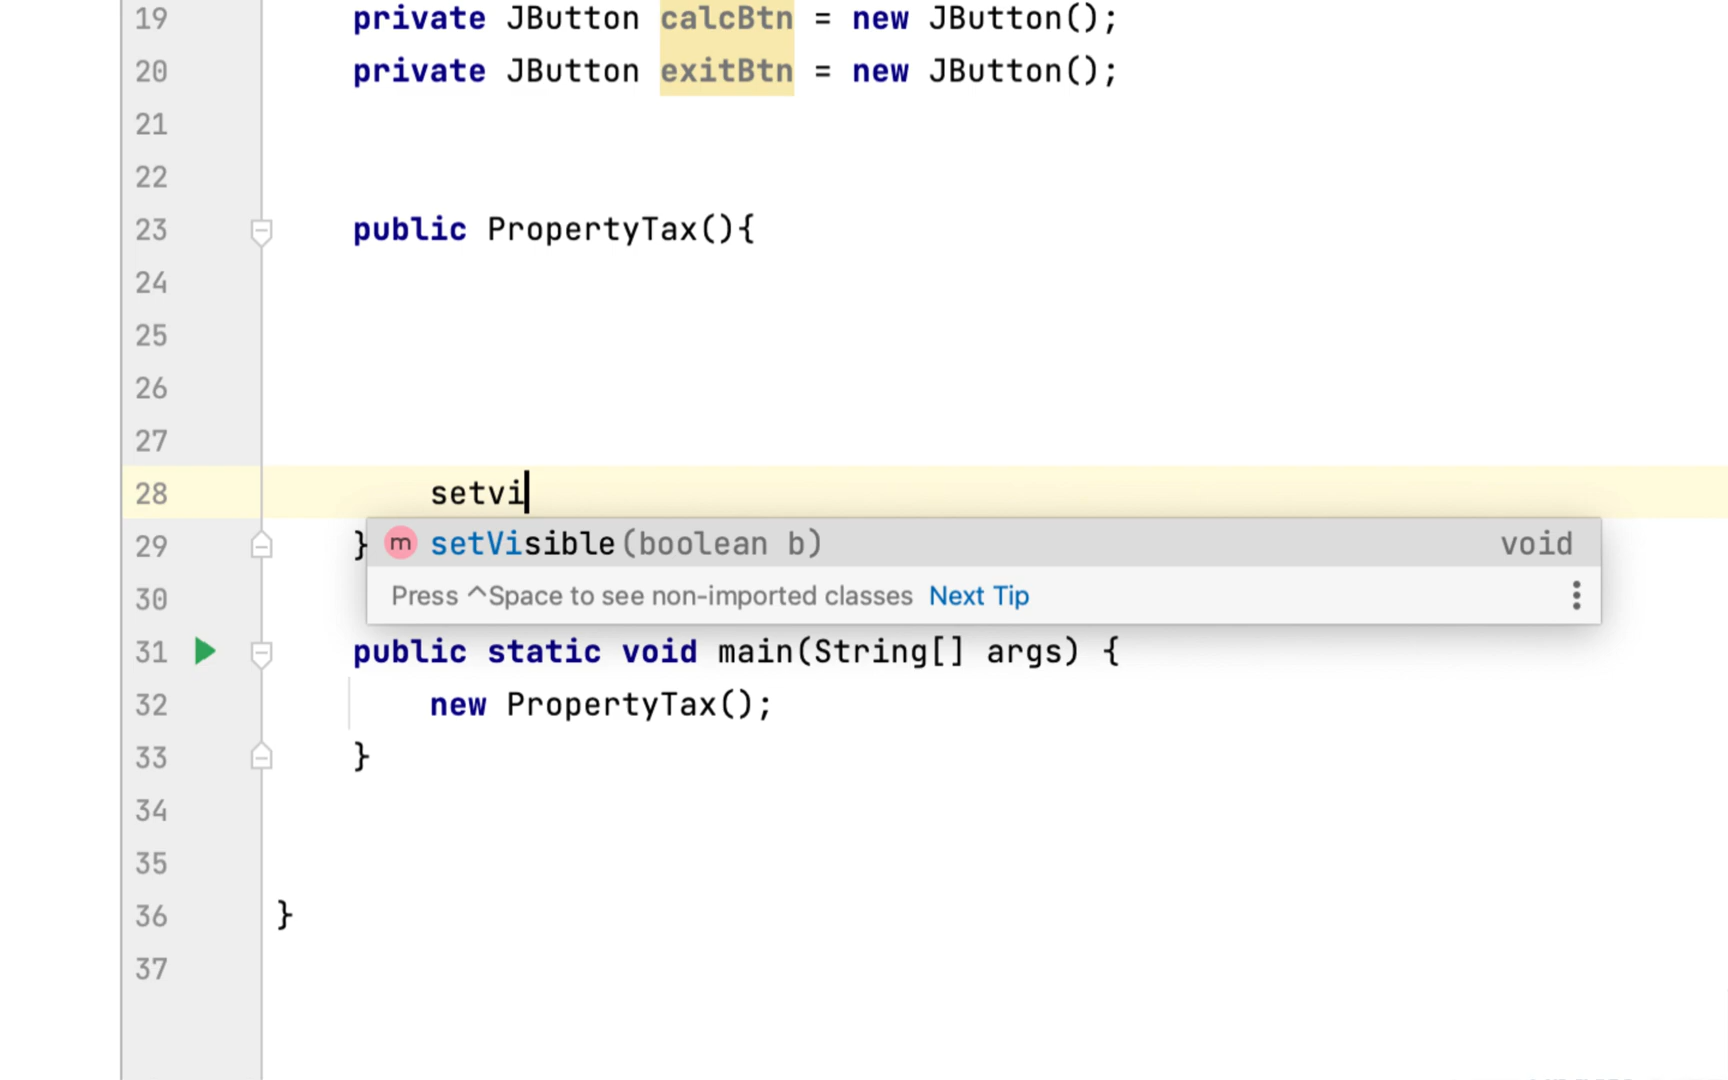 19 private JButton calcBtn = new JButton();
20 private JButton exitBtn = new JButton();
21
22
23 public PropertyTax(){
24
25
26
27
28 setvi
29 }
m setVisible(boolean b) void
30
Press ^Space to see non-imported classes Next Tip
31 public static void main(String[] args) {
32 new PropertyTax();
33 }
34
35
36 }
37